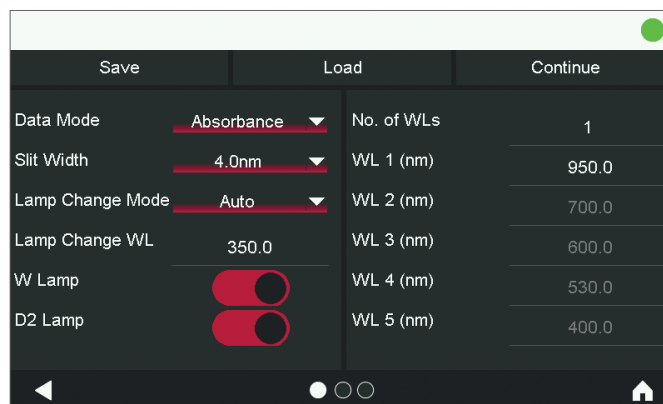 Save Load Continue
Data Mode Absorbance
Slit Width 4.0nm
Lamp Change Mode Auto
Lamp Change WL 350.0
W Lamp
D2 Lamp
No. of WLs 1
WL 1 (nm) 950.0
WL 2 (nm) 700.0
WL 3 (nm) 600.0
WL 4 (nm) 530.0
WL 5 (nm) 400.0